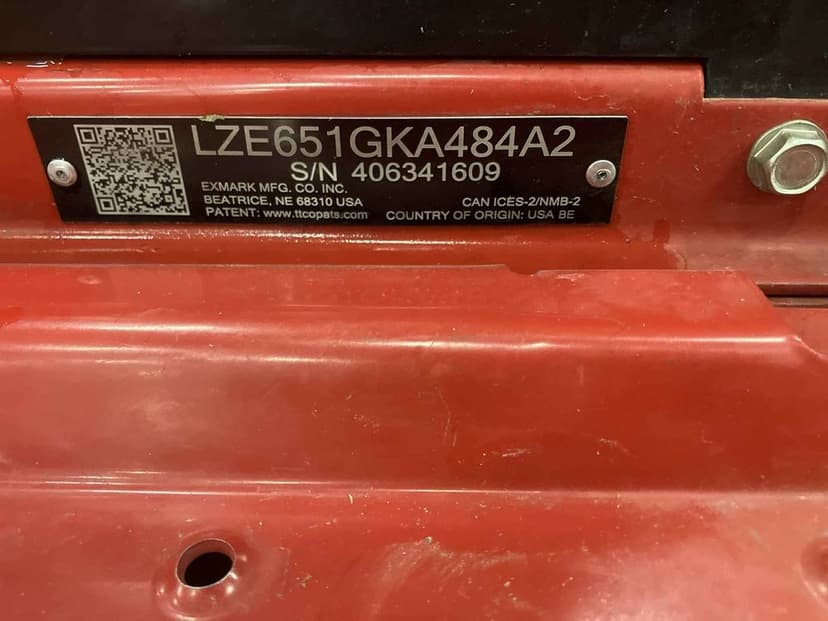 LZE651GKA484A2
S/N 406341609
EXMARK MFG. CO. INC.
BEATRICE, NE 68310 USA CAN ICES-2/NMB-2
PATENT: www.ttcopats.com COUNTRY OF ORIGIN: USA BE